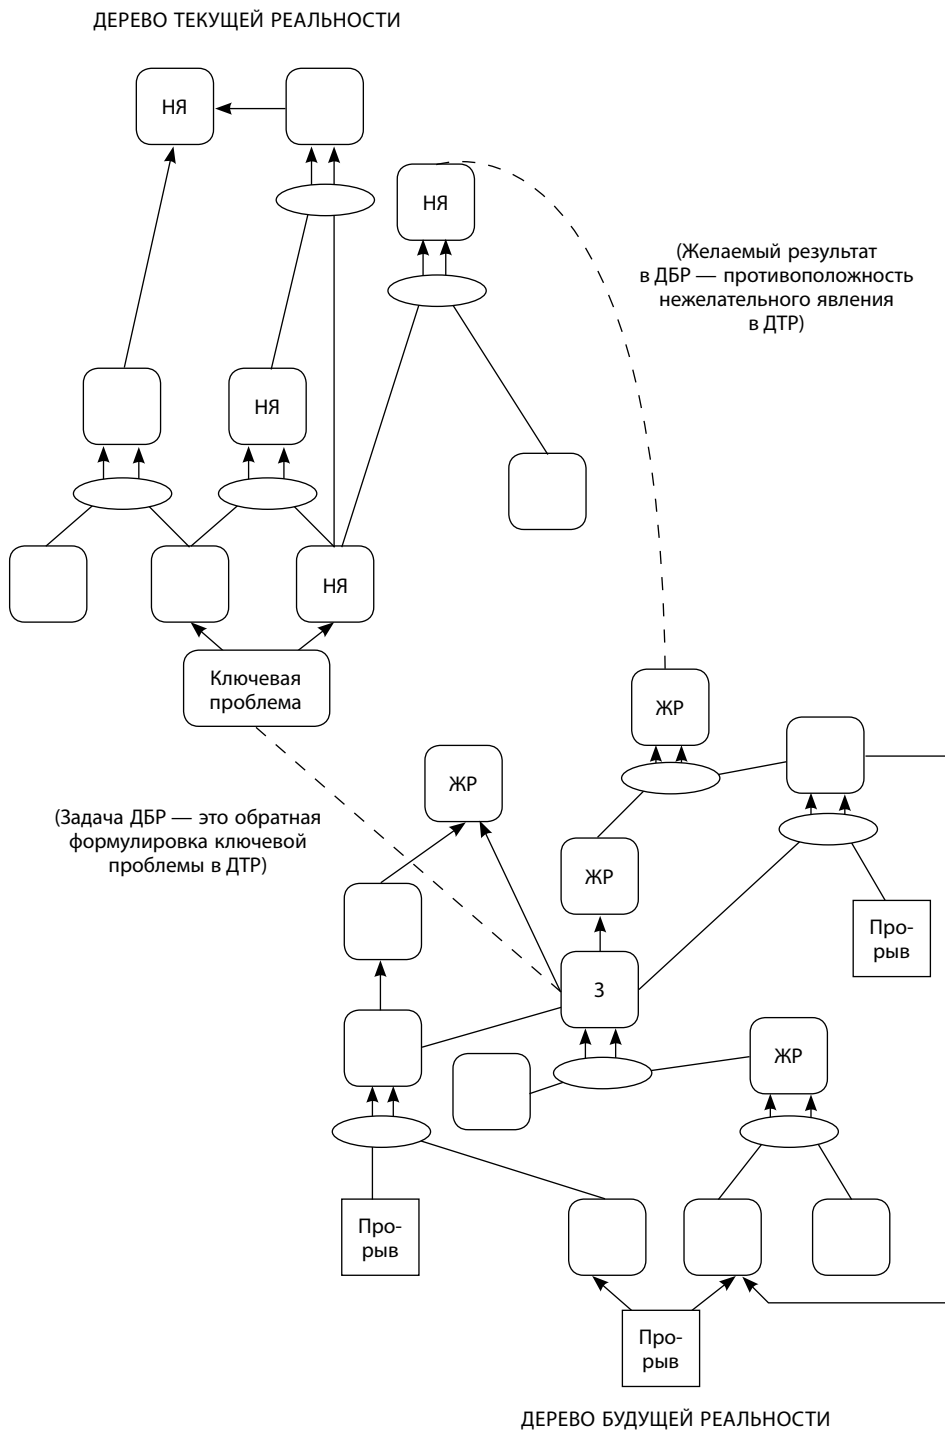 ДЕРЕВО ТЕКУЩЕЙ РЕАЛЬНОСТИ
НЯ
НЯ
(Желаемый результат
в ДБР — противоположность
нежелательного явления
в ДТР)
НЯ
НЯ
Ключевая
проблема
ЖР
ЖР
(Задача ДБР — это обратная
формулировка ключевой
проблемы в ДТР)
ЖР
Про-
рыв
З
ЖР
Про-
рыв
Про-
рыв
ДЕРЕВО БУДУЩЕЙ РЕАЛЬНОСТИ